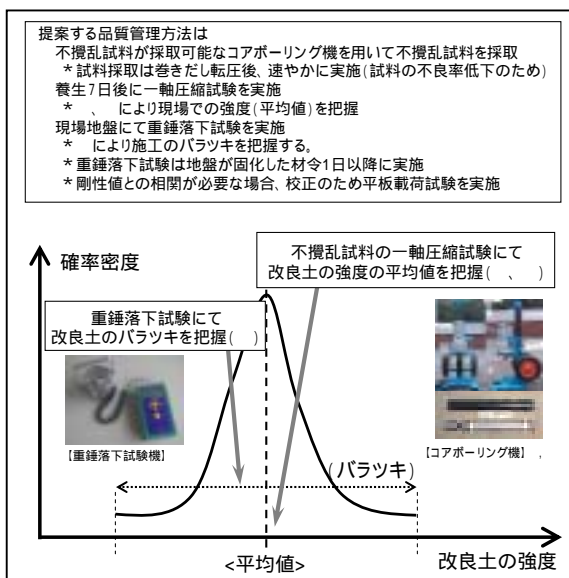 提案する品質管理方法は
不攪乱試料が採取可能なコアボーリング機を用いて不攪乱試料を採取
*試料採取は巻きだし転圧後、速やかに実施(試料の不良率低下のため)
養生7日後に一軸圧縮試験を実施
* 、 により現場での強度(平均値)を把握
現場地盤にて重錘落下試験を実施
* により施工のバラツキを把握する。
*重錘落下試験は地盤が固化した材令1日以降に実施
*剛性値との相関が必要な場合、校正のため平板載荷試験を実施
確率密度
不攪乱試料の一軸圧縮試験にて
改良土の強度の平均値を把握( 、 )
重錘落下試験にて
改良土のバラツキを把握( )
【重錘落下試験機】
【コアボーリング機】 、
(バラツキ)
<平均値>
改良土の強度